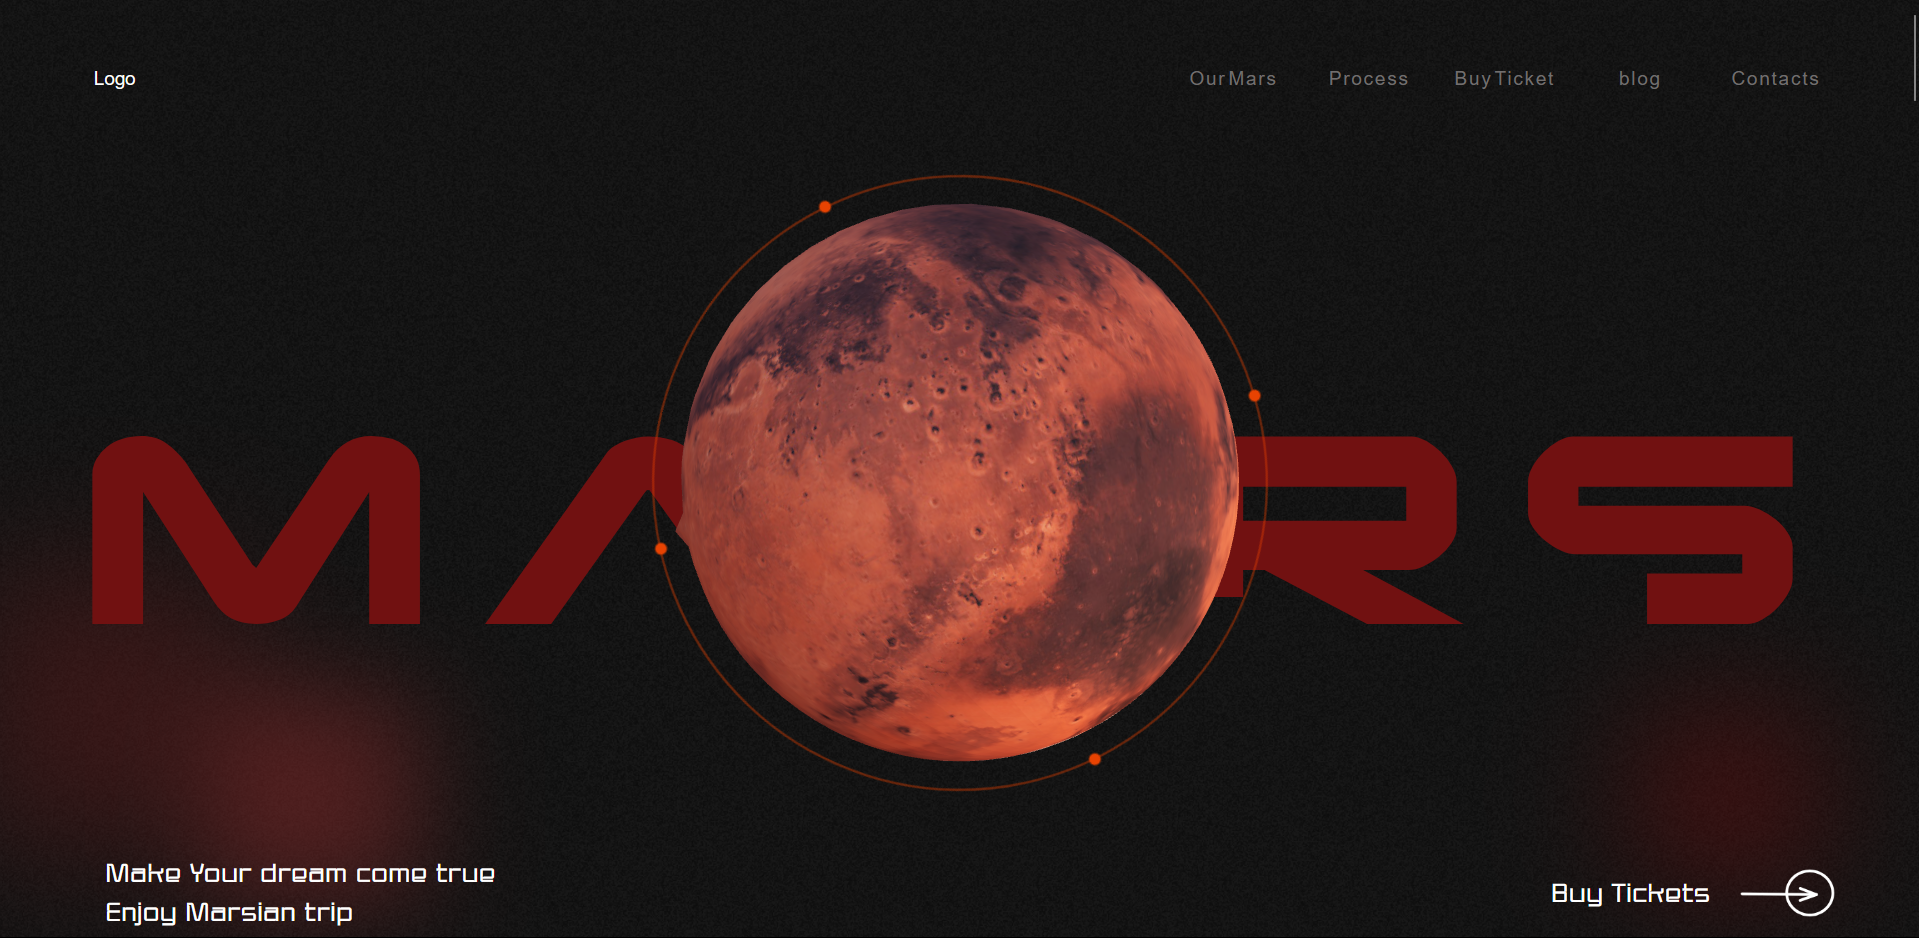 Logo
Our Mars
Process
Buy Ticket
blog
Contacts
MARS
Make Your dream come true
Enjoy Marsian trip
Buy Tickets